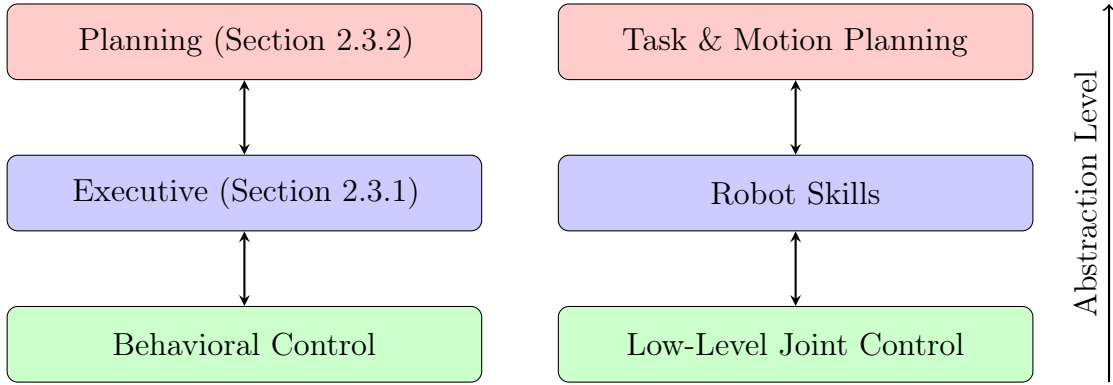 Planning (Section 2.3.2)
Task & Motion Planning
Executive (Section 2.3.1)
Robot Skills
Behavioral Control
Low-Level Joint Control
Abstraction Level